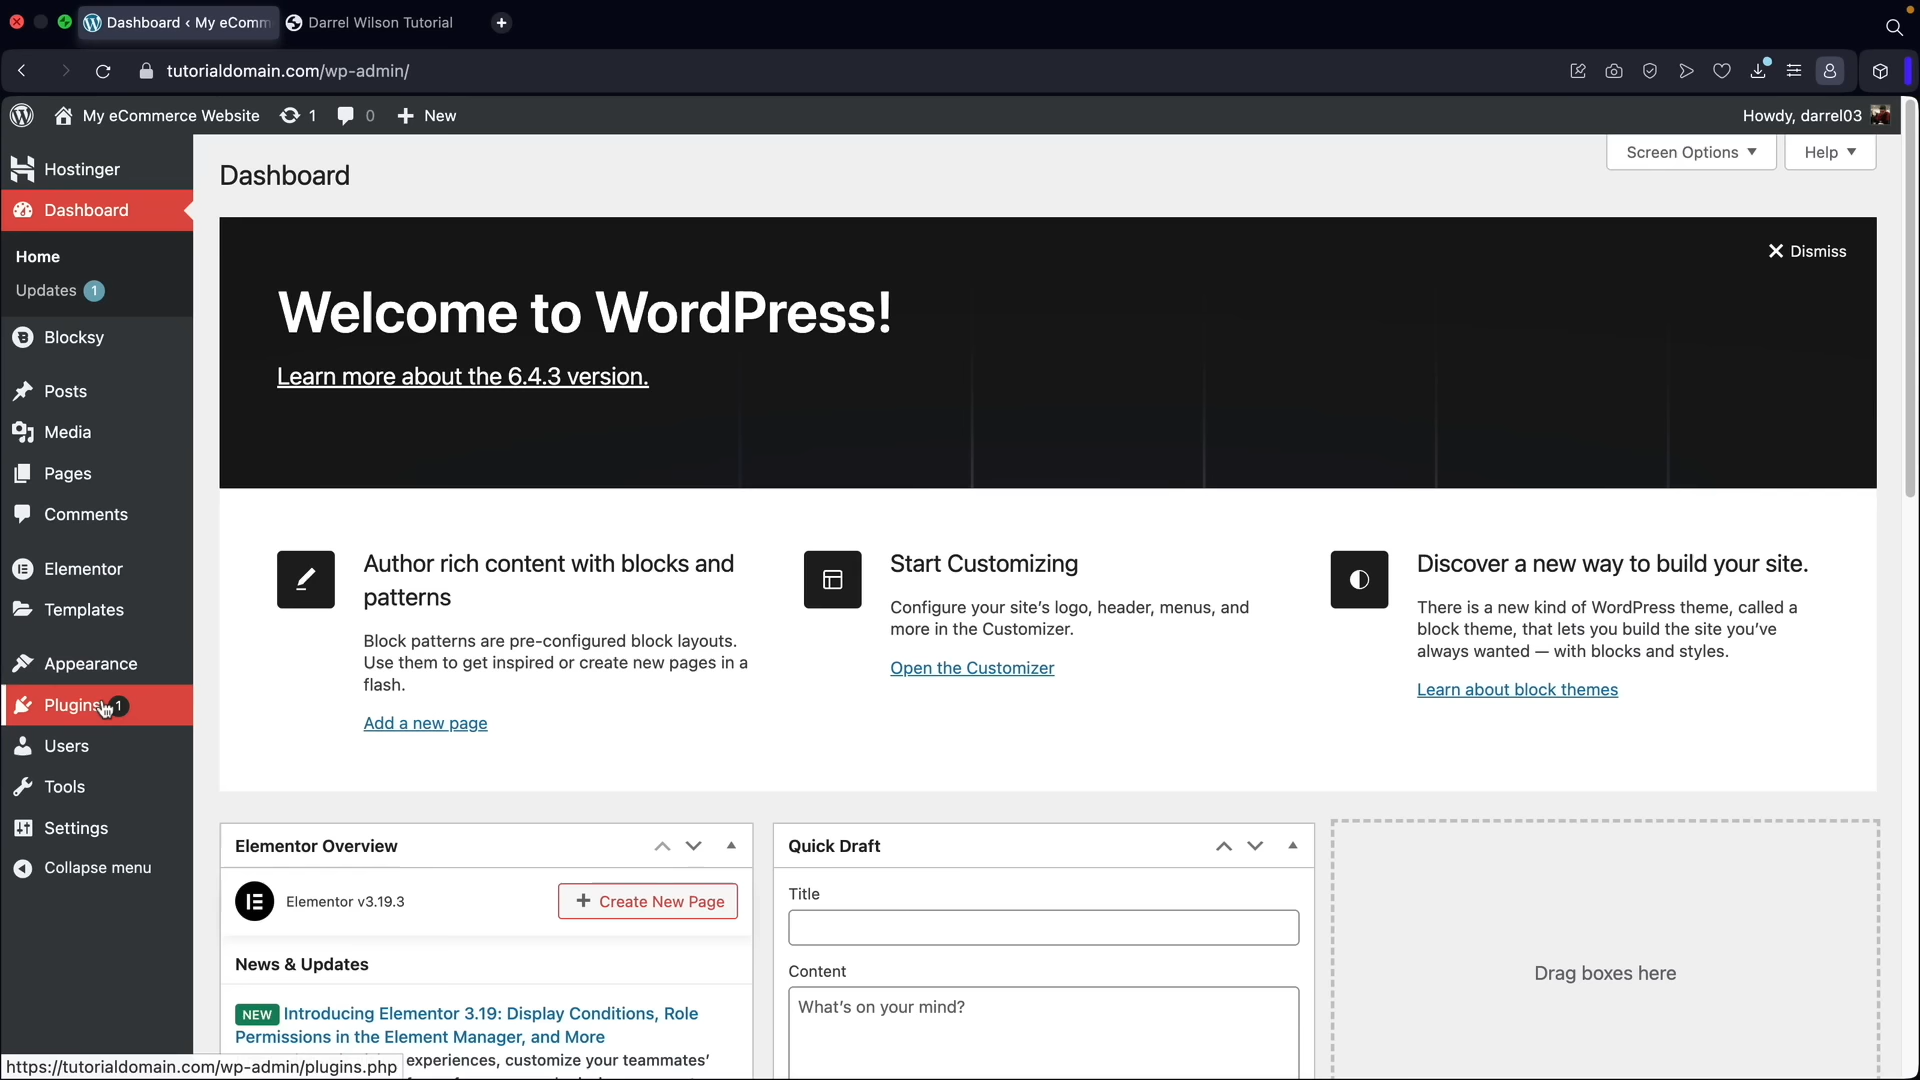 Dashboard < My eComm
Darrel Wilson Tutorial
tutorialdomain.com/wp-admin/
My eCommerce Website
1
0
New
Howdy, darrel03
Hostinger
Dashboard
Home
Updates 1
Blocksy
Posts
Media
Pages
Comments
Elementor
Templates
Appearance
Plugins 1
Users
Tools
Settings
Collapse menu
Dashboard
Screen Options
Help
Dismiss
Welcome to WordPress!
Learn more about the 6.4.3 version.
Author rich content with blocks and
patterns
Block patterns are pre-configured block layouts.
Use them to get inspired or create new pages in a
flash.
Add a new page
Start Customizing
Configure your site's logo, header, menus, and
more in the Customizer.
Open the Customizer
Discover a new way to build your site.
There is a new kind of WordPress theme, called a
block theme, that lets you build the site you've
always wanted — with blocks and styles.
Learn about block themes
Elementor Overview
Elementor v3.19.3
Create New Page
News & Updates
NEW Introducing Elementor 3.19: Display Conditions, Role
Permissions in the Element Manager, and More
experiences, customize your teammates'
Quick Draft
Title
Content
What's on your mind?
Drag boxes here
https://tutorialdomain.com/wp-admin/plugins.php